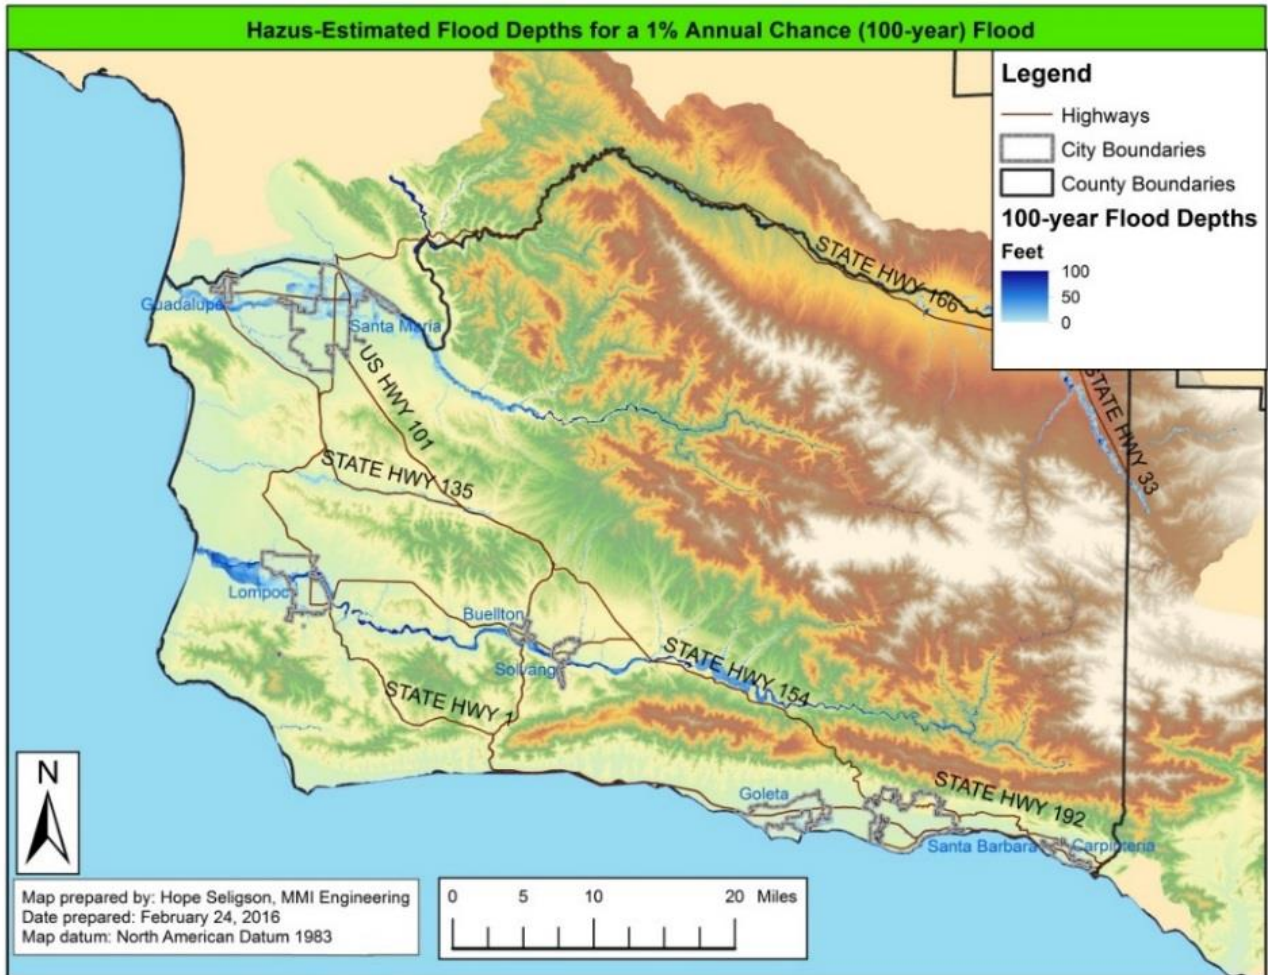 Hazus-Estimated Flood Depths for a 1% Annual Chance (100-year) Flood
Legend
Highways
City Boundaries
County Boundaries
100-year Flood Depths
Feet
100
50
0
STATE HWY 166
Guadalupe
Santa Maria
US HWY 101
STATE HWY 33
STATE HWY 135
Lompoc
Buellton
Solvang
STATE HWY 154
STATE HWY 1
N
Goleta
STATE HWY 192
Santa Barbara
Carpinteria
Map prepared by: Hope Seligson, MMI Engineering
Date prepared: February 24, 2016
Map datum: North American Datum 1983
0 5 10 20 Miles